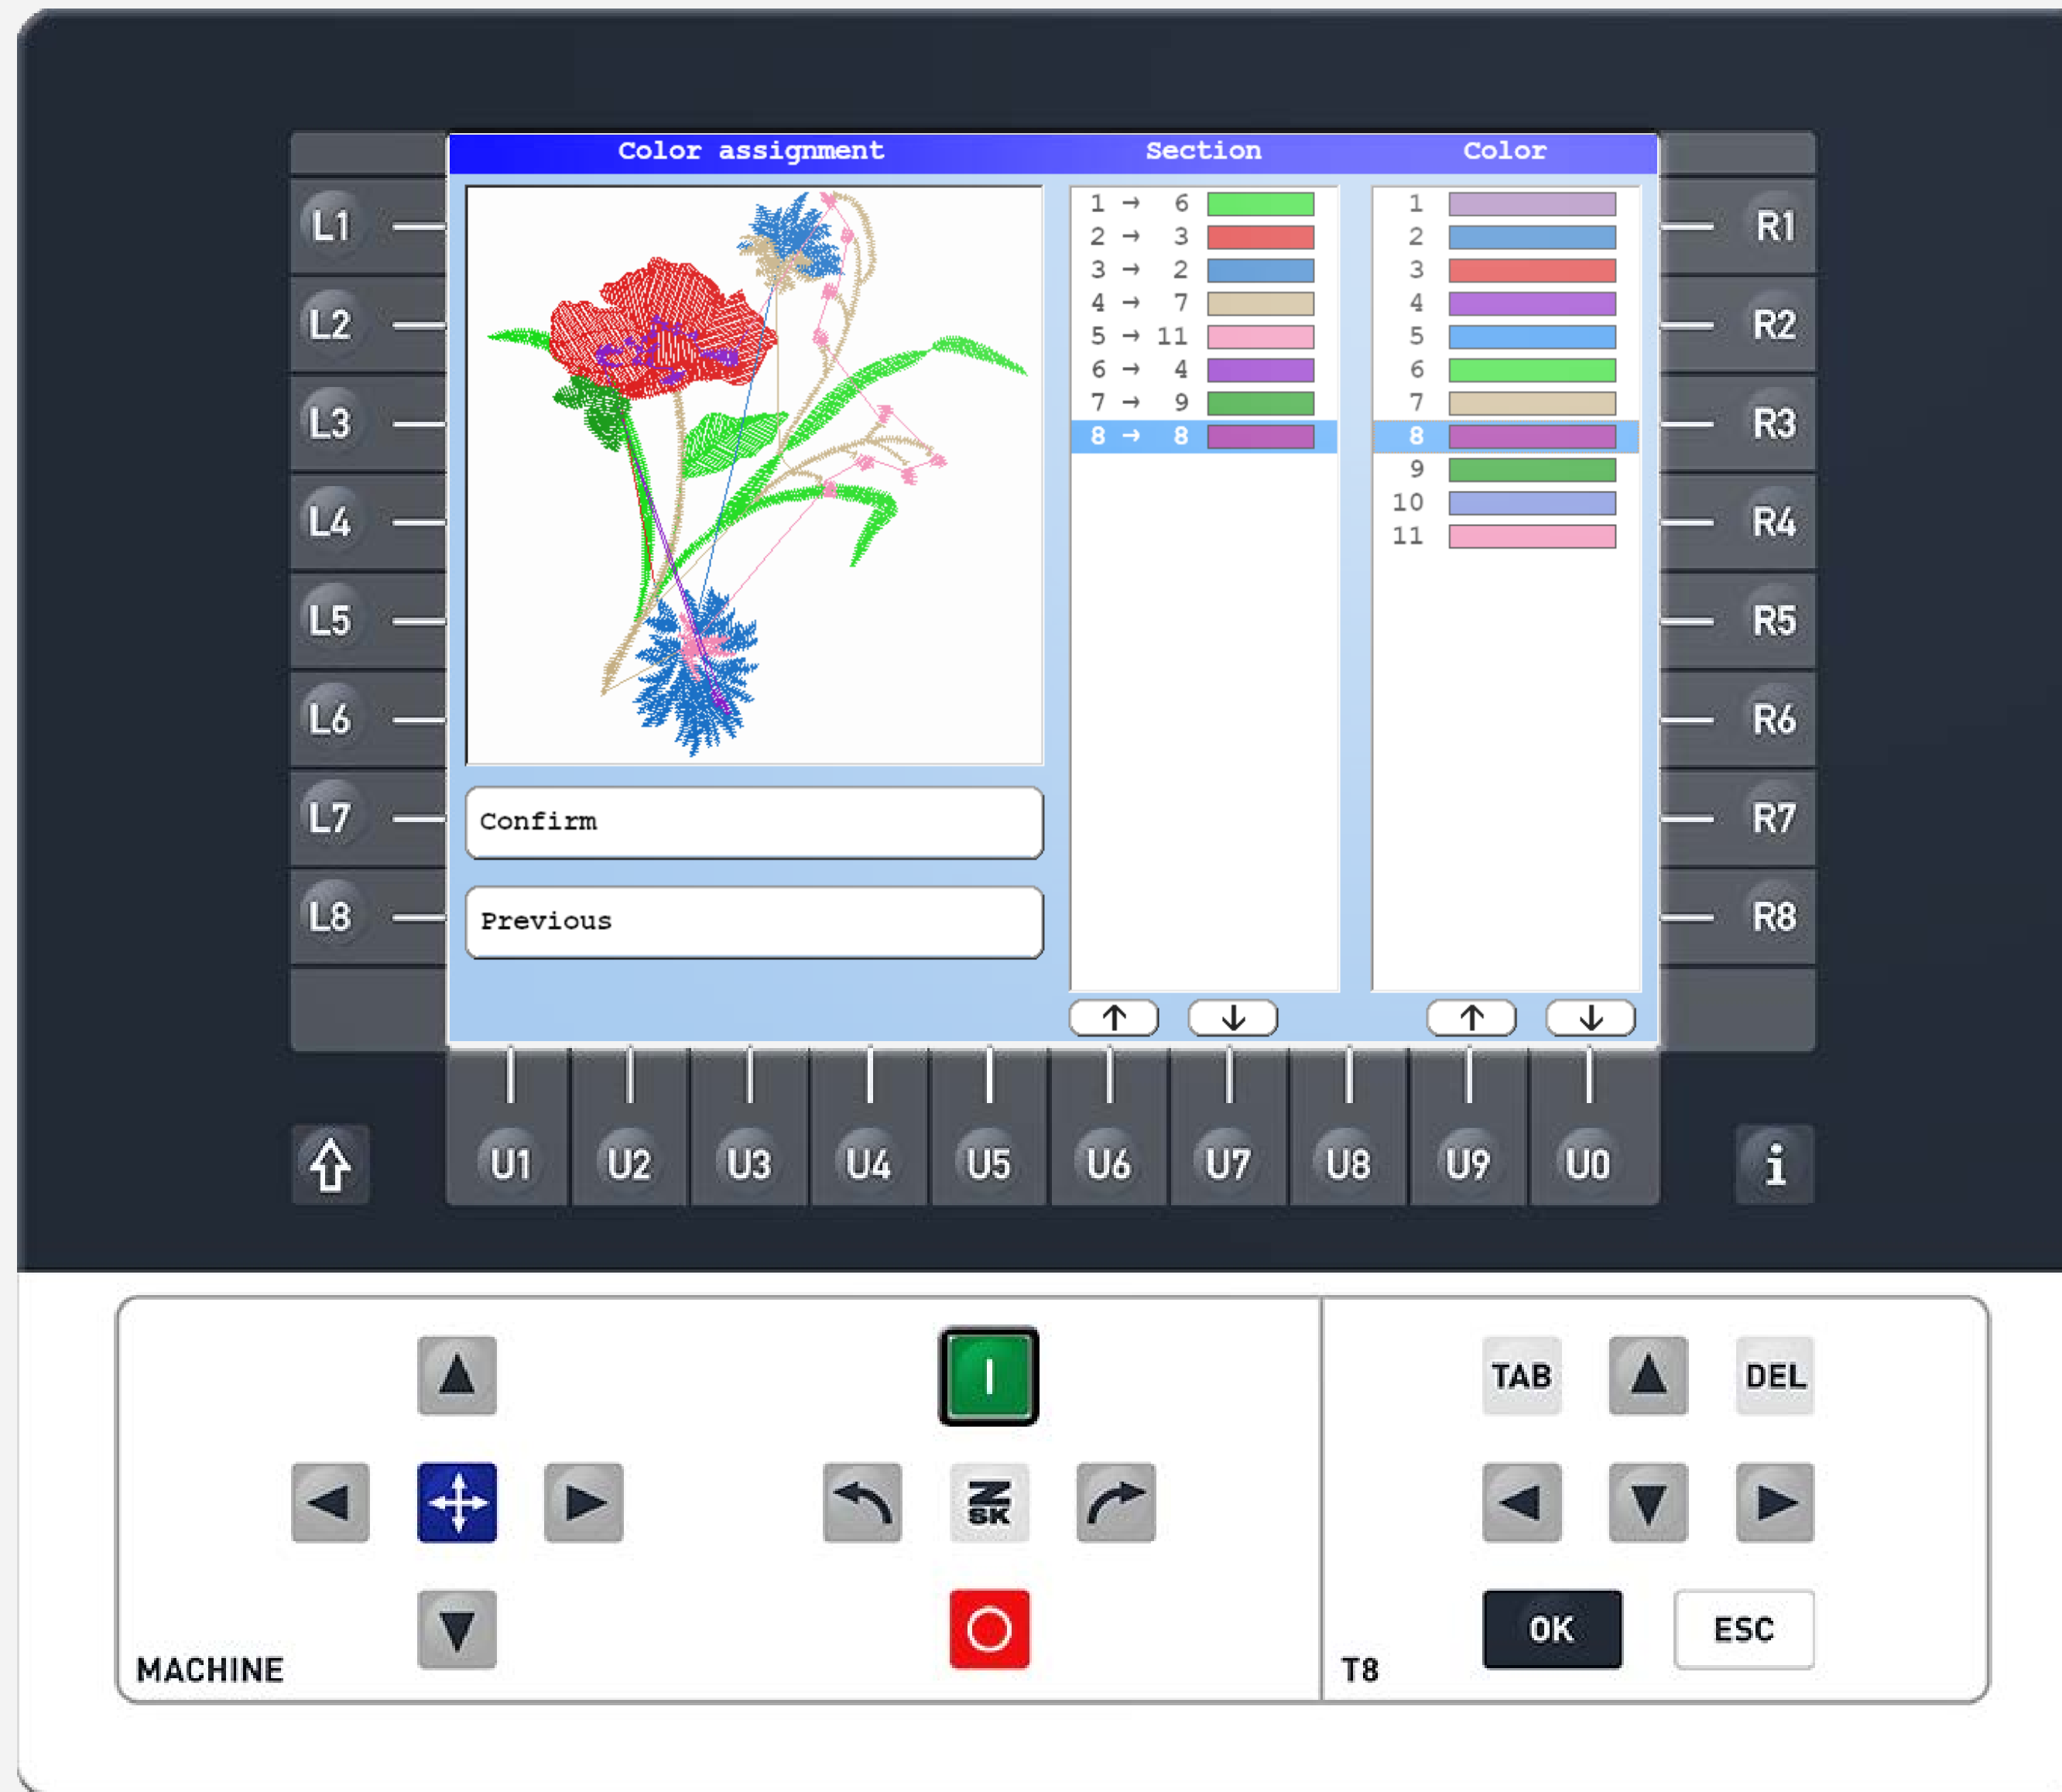 Color assignment Section Color
L1
L2
L3
L4
L5
L6
L7
L8
1 → 6
2 → 3
3 → 2
4 → 7
5 → 11
6 → 4
7 → 9
8 → 8
1
2
3
4
5
6
7
8
9
10
11
Confirm
Previous
↑ ↓ ↑ ↓
R1
R2
R3
R4
R5
R6
R7
R8
U1 U2 U3 U4 U5 U6 U7 U8 U9 U0
i
TAB DEL
ZSK
OK ESC
MACHINE T8